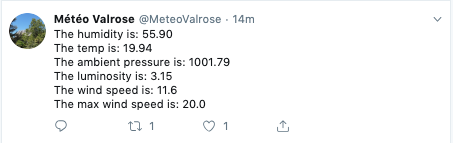 Météo Valrose @MeteoValrose · 14m
The humidity is: 55.90
The temp is: 19.94
The ambient pressure is: 1001.79
The luminosity is: 3.15
The wind speed is: 11.6
The max wind speed is: 20.0
1 1